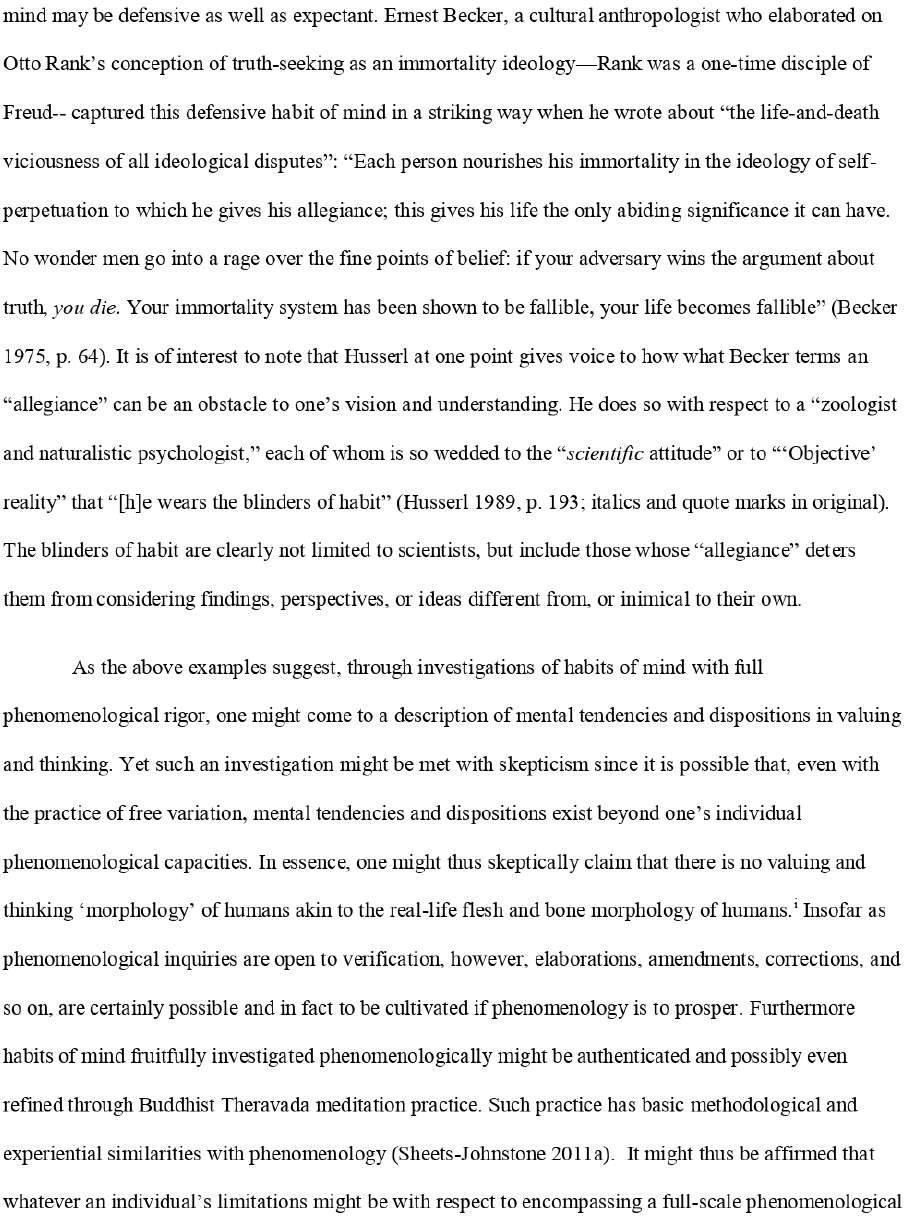 mind may be defensive as well as expectant. Ernest Becker, a cultural anthropologist who elaborated on
Otto Rank’s conception of truth-seeking as an immortality ideology—Rank was a one-time disciple of
Freud-- captured this defensive habit of mind in a striking way when he wrote about “the life-and-death
viciousness of all ideological disputes”: “Each person nourishes his immortality in the ideology of self-
perpetuation to which he gives his allegiance; this gives his life the only abiding significance it can have.
No wonder men go into a rage over the fine points of belief: if your adversary wins the argument about
truth, you die. Your immortality system has been shown to be fallible, your life becomes fallible” (Becker
1975, p. 64). It is of interest to note that Husserl at one point gives voice to how what Becker terms an
“allegiance” can be an obstacle to one’s vision and understanding. He does so with respect to a “zoologist
and naturalistic psychologist,” each of whom is so wedded to the “scientific attitude” or to “‘Objective’
reality” that “[h]e wears the blinders of habit” (Husserl 1989, p. 193; italics and quote marks in original).
The blinders of habit are clearly not limited to scientists, but include those whose “allegiance” deters
them from considering findings, perspectives, or ideas different from, or inimical to their own.
As the above examples suggest, through investigations of habits of mind with full
phenomenological rigor, one might come to a description of mental tendencies and dispositions in valuing
and thinking. Yet such an investigation might be met with skepticism since it is possible that, even with
the practice of free variation, mental tendencies and dispositions exist beyond one’s individual
phenomenological capacities. In essence, one might thus skeptically claim that there is no valuing and
thinking ‘morphology’ of humans akin to the real-life flesh and bone morphology of humans.i Insofar as
phenomenological inquiries are open to verification, however, elaborations, amendments, corrections, and
so on, are certainly possible and in fact to be cultivated if phenomenology is to prosper. Furthermore
habits of mind fruitfully investigated phenomenologically might be authenticated and possibly even
refined through Buddhist Theravada meditation practice. Such practice has basic methodological and
experiential similarities with phenomenology (Sheets-Johnstone 2011a).  It might thus be affirmed that
whatever an individual’s limitations might be with respect to encompassing a full-scale phenomenological